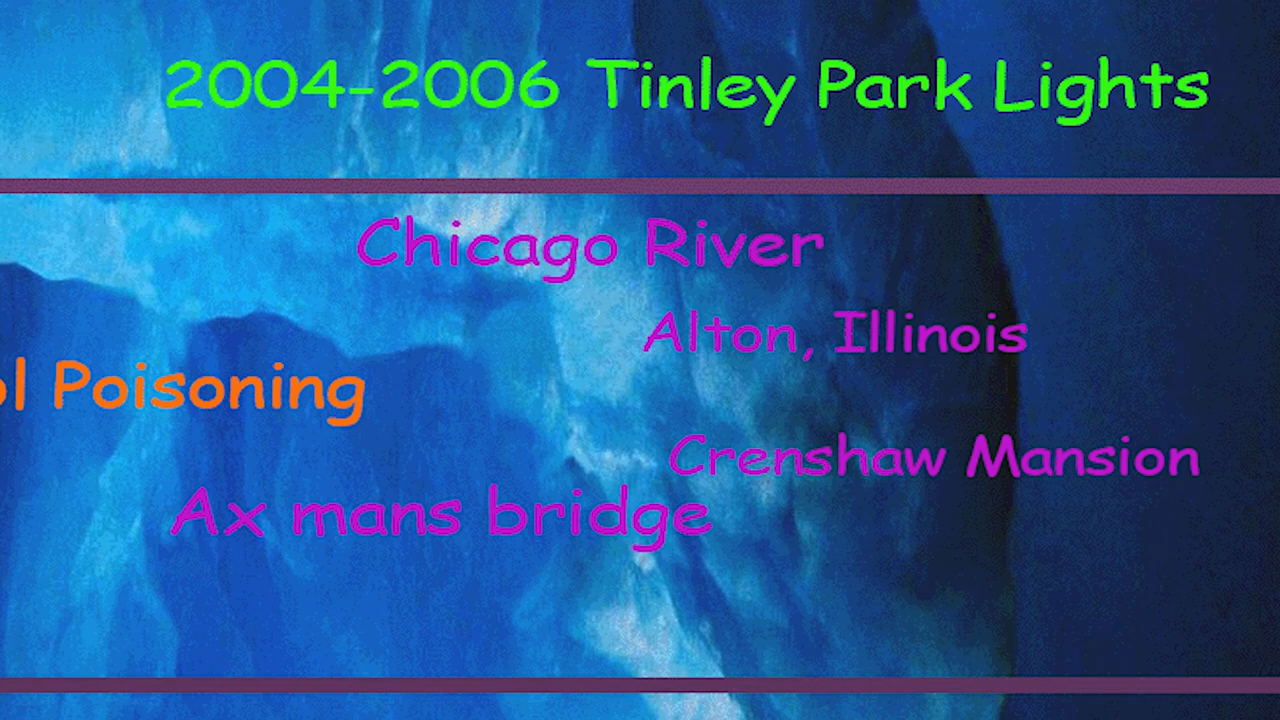 2004-2006 Tinley Park Lights
Chicago River
Alton, Illinois
Poisoning
Crenshaw Mansion
Ax mans bridge